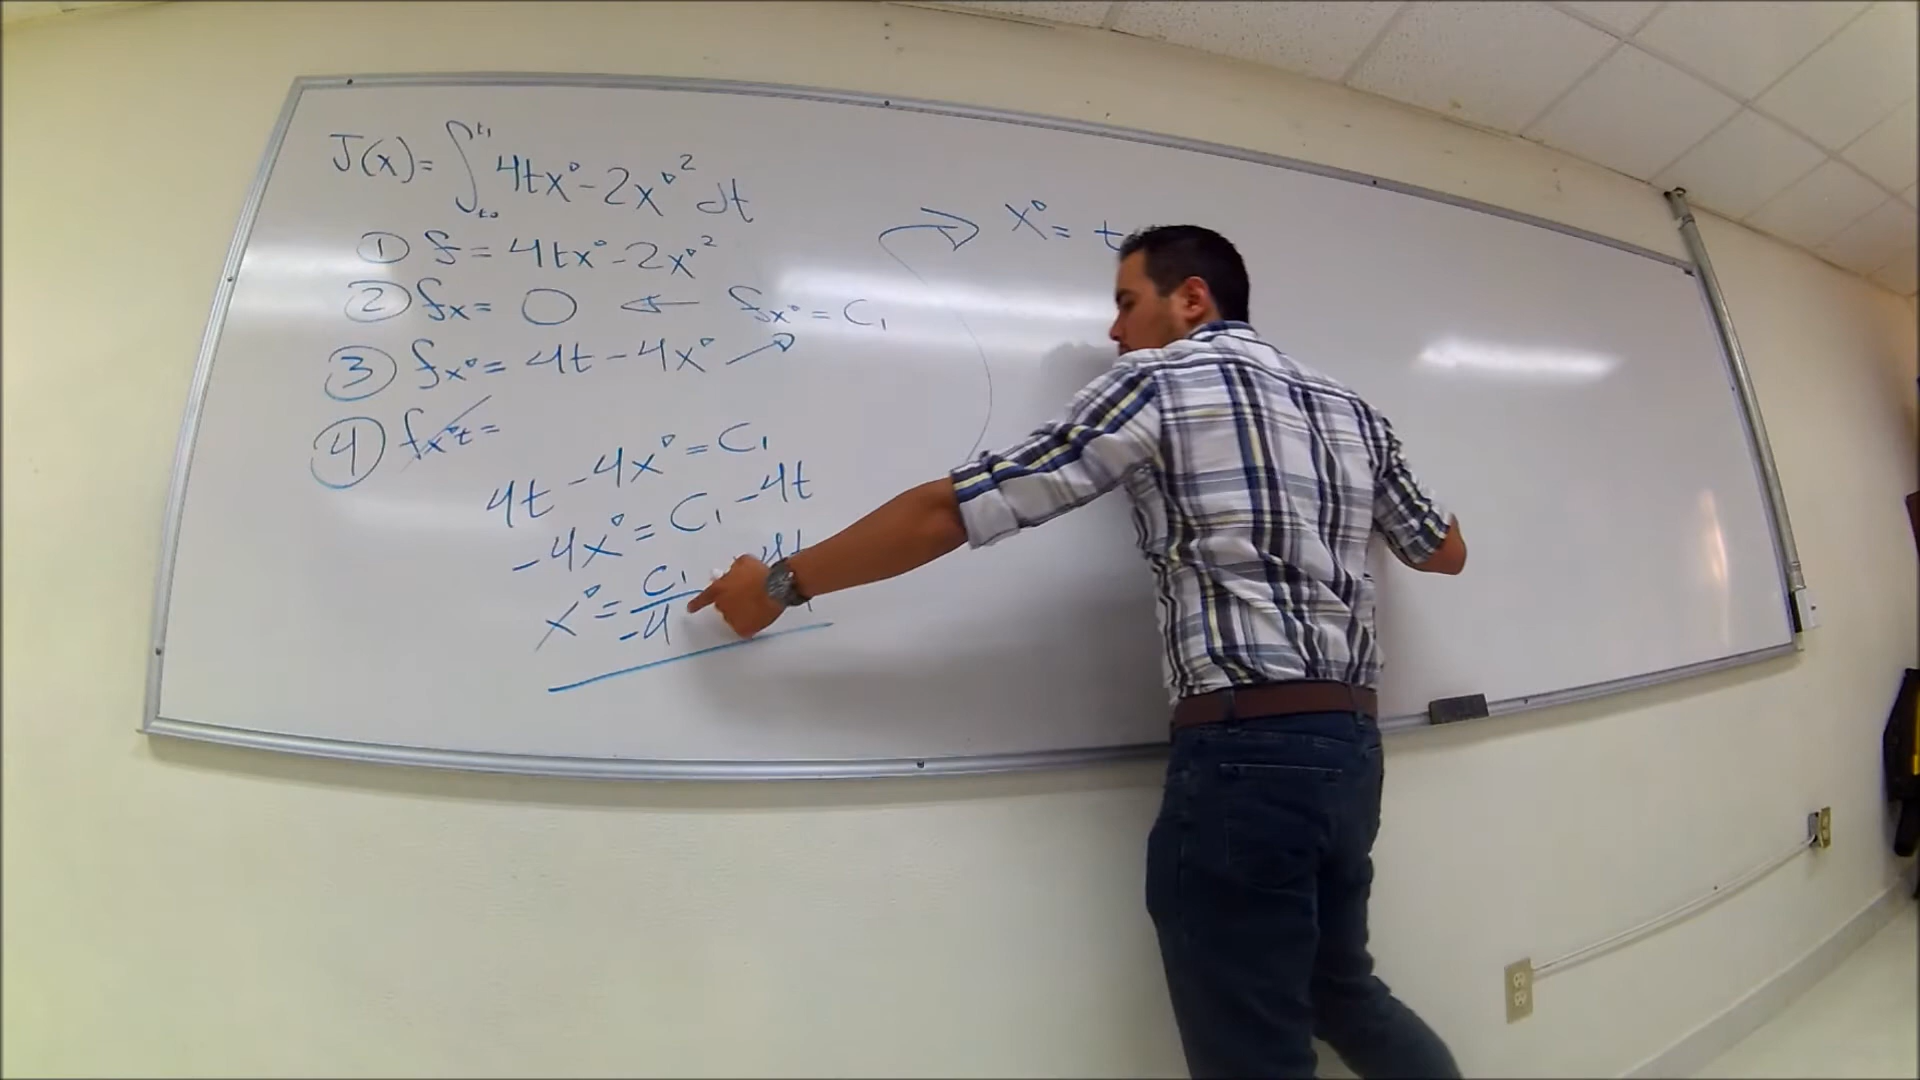 J(x) = ∫ t₀ t₁ 4tx° - 2x°² dt
① f = 4tx° - 2x°²
② fx = 0 ← fx° = C₁
③ fx° = 4t - 4x° ↗
④ fx°t =
4t - 4x° = C₁
-4x° = C₁ - 4t
x° = C₁/-4
→ x° = t